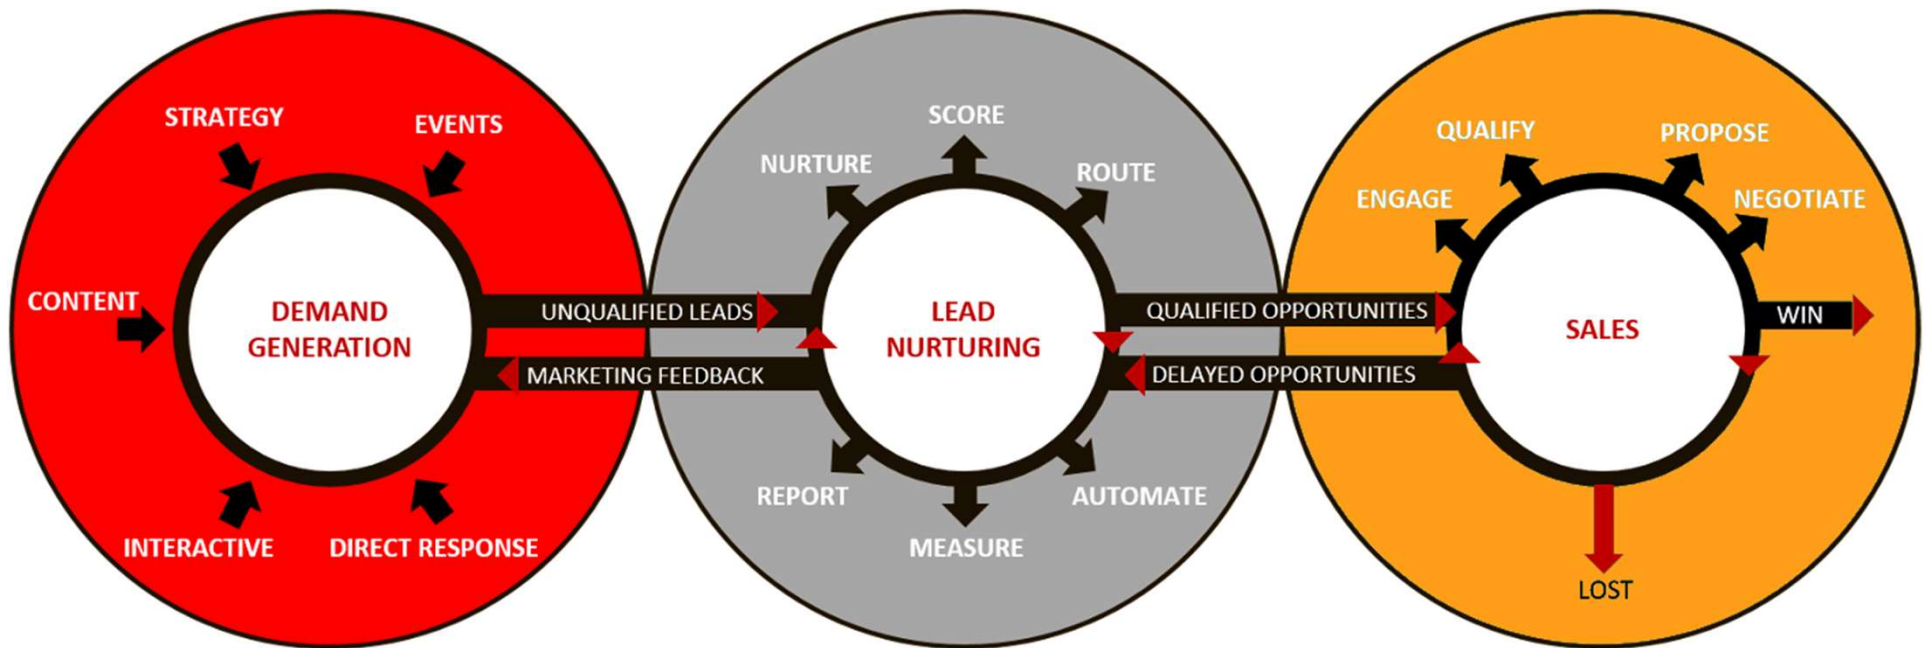 STRATEGY
EVENTS
CONTENT
DEMAND
GENERATION
INTERACTIVE
DIRECT RESPONSE
UNQUALIFIED LEADS
MARKETING FEEDBACK
SCORE
NURTURE
ROUTE
LEAD
NURTURING
REPORT
AUTOMATE
MEASURE
QUALIFIED OPPORTUNITIES
DELAYED OPPORTUNITIES
QUALIFY
PROPOSE
ENGAGE
NEGOTIATE
SALES
WIN
LOST